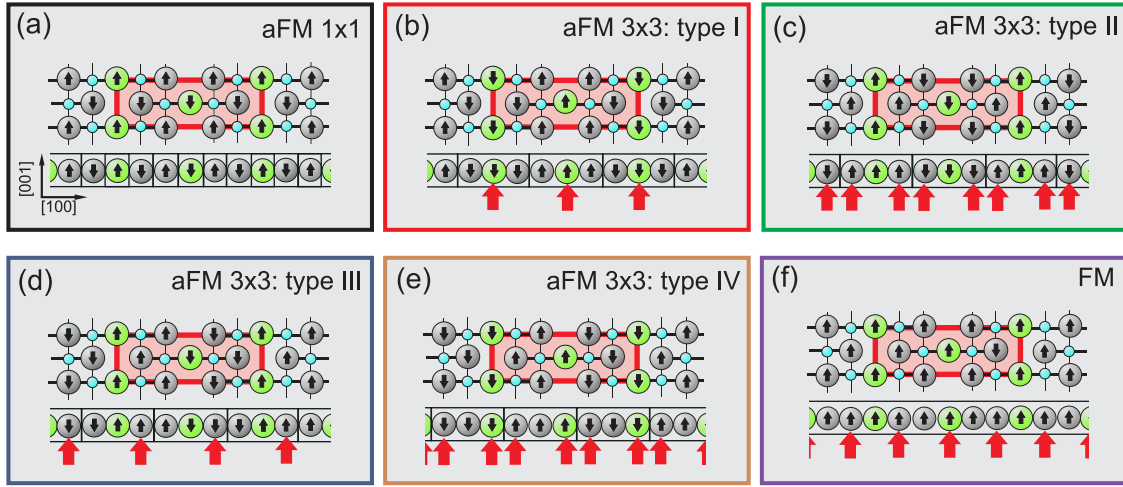 (a)
aFM 1x1
[001]
[100]
(b)
aFM 3x3: type I
(c)
aFM 3x3: type II
(d)
aFM 3x3: type III
(e)
aFM 3x3: type IV
(f)
FM